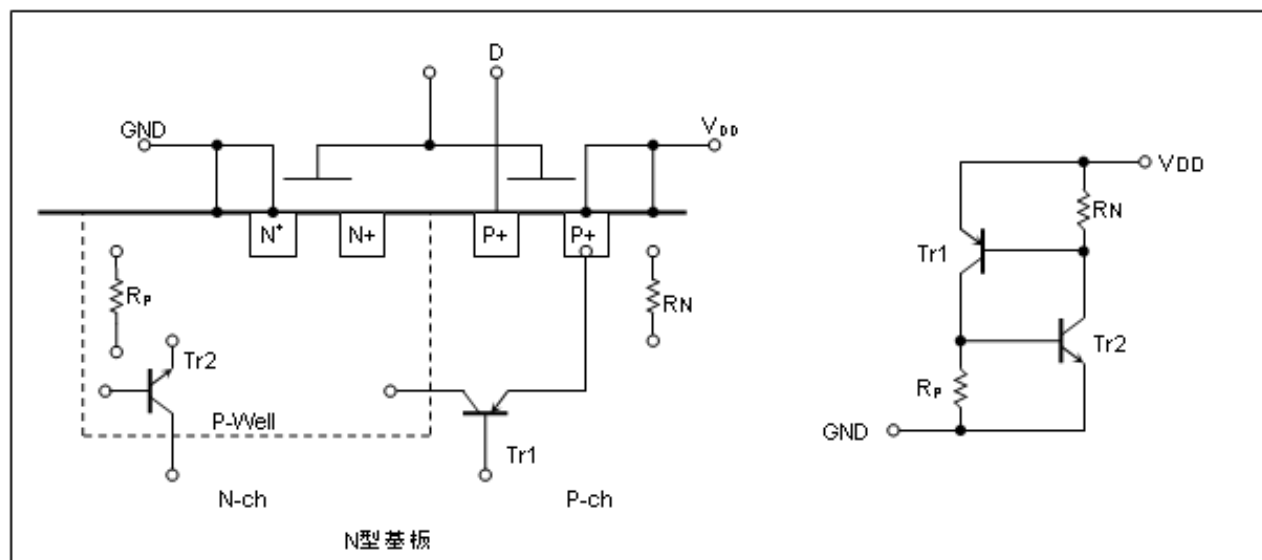 D
GND
VDD
VDD
N+
N+
P+
P+
RN
RP
RN
Tr1
Tr2
Tr2
RP
P-Well
GND
Tr1
N-ch
P-ch
N型基板